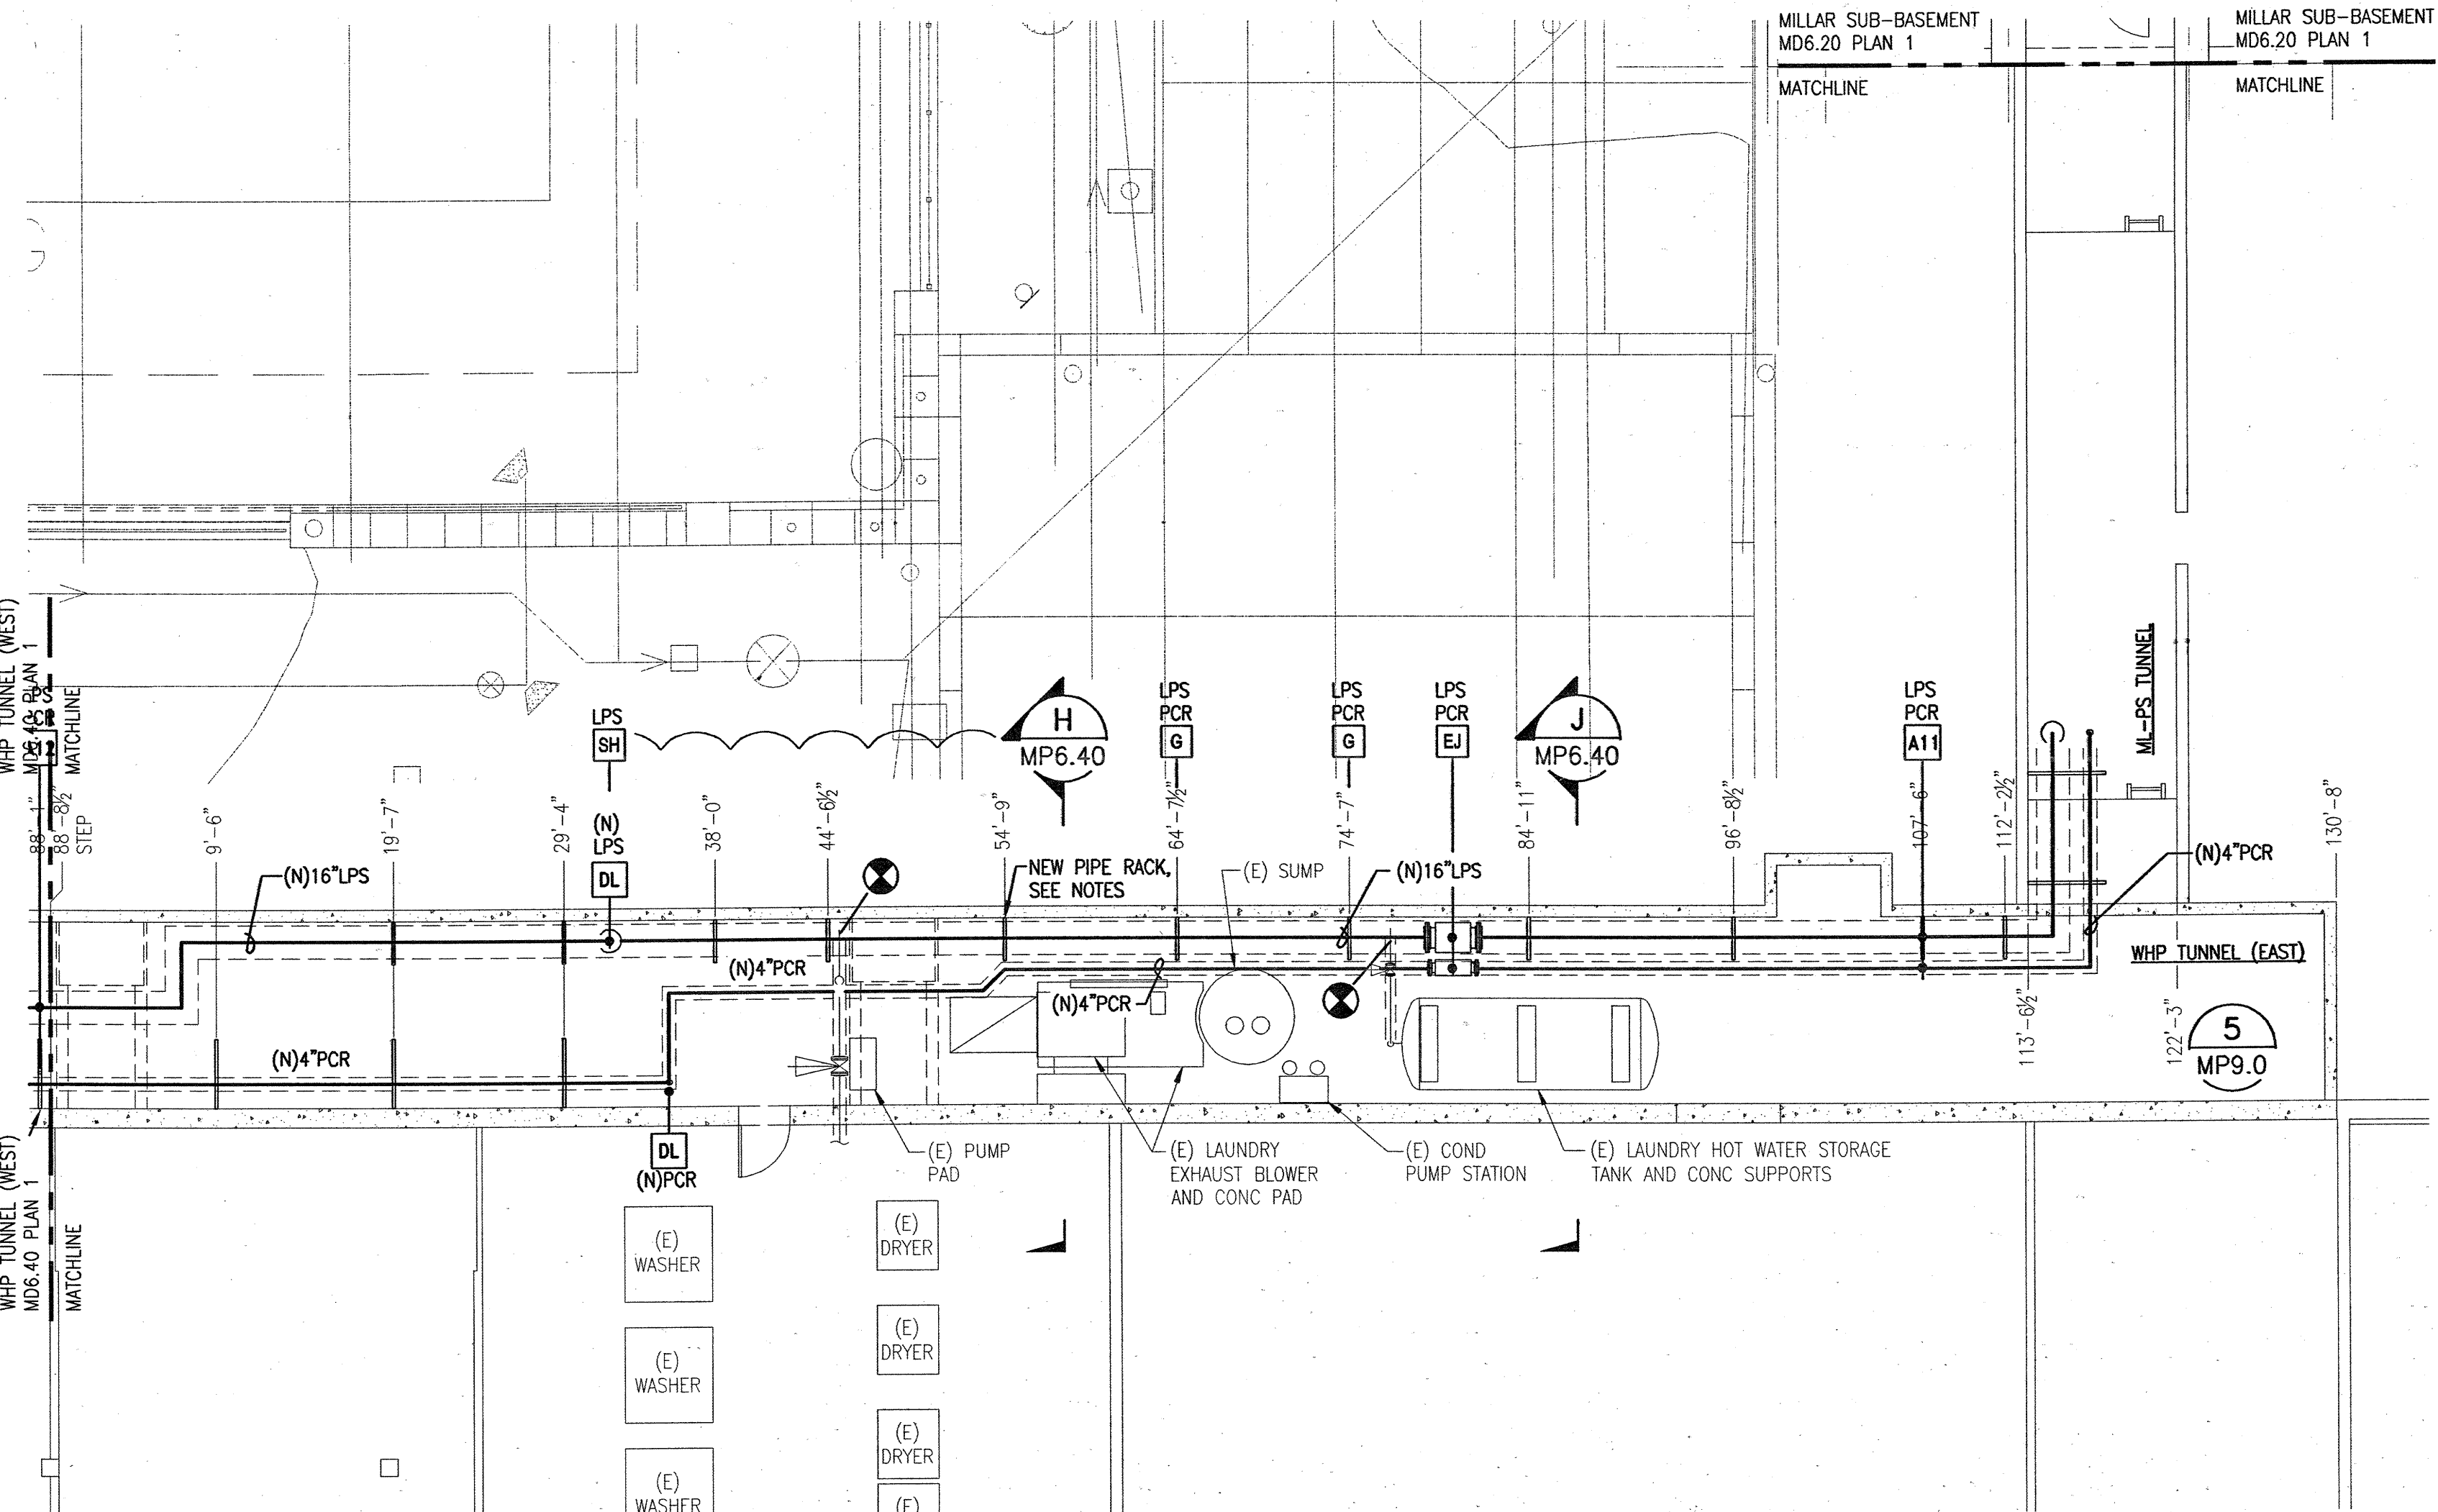 MILLAR SUB-BASEMENT
MD6.20 PLAN 1
MATCHLINE
MILLAR SUB-BASEMENT
MD6.20 PLAN 1
MATCHLINE
WHP TUNNEL (WEST)
MD6.40 PLAN 1
MATCHLINE
A12
LPS
SH
(N)
LPS
DL
H
MP6.40
LPS
PCR
G
LPS
PCR
G
LPS
PCR
EJ
J
MP6.40
LPS
PCR
A11
ML-PS TUNNEL
88'-1"
88'-8½"
STEP
9'-6"
19'-7"
29'-4"
38'-0"
44'-6½"
54'-9"
64'-7½"
74'-7"
84'-11"
96'-8½"
107'-6"
112'-2½"
130'-8"
(N)16"LPS
NEW PIPE RACK,
SEE NOTES
(E) SUMP
(N)16"LPS
(N)4"PCR
(N)4"PCR
(N)4"PCR
(N)4"PCR
WHP TUNNEL (EAST)
113'-6½"
122'-3"
5
MP9.0
DL
(N)PCR
(E) PUMP
PAD
(E) LAUNDRY
EXHAUST BLOWER
AND CONC PAD
(E) COND
PUMP STATION
(E) LAUNDRY HOT WATER STORAGE
TANK AND CONC SUPPORTS
WHP TUNNEL (WEST)
MD6.40 PLAN 1
MATCHLINE
(E)
WASHER
(E)
DRYER
(E)
WASHER
(E)
DRYER
(E)
WASHER
(E)
DRYER
(E)